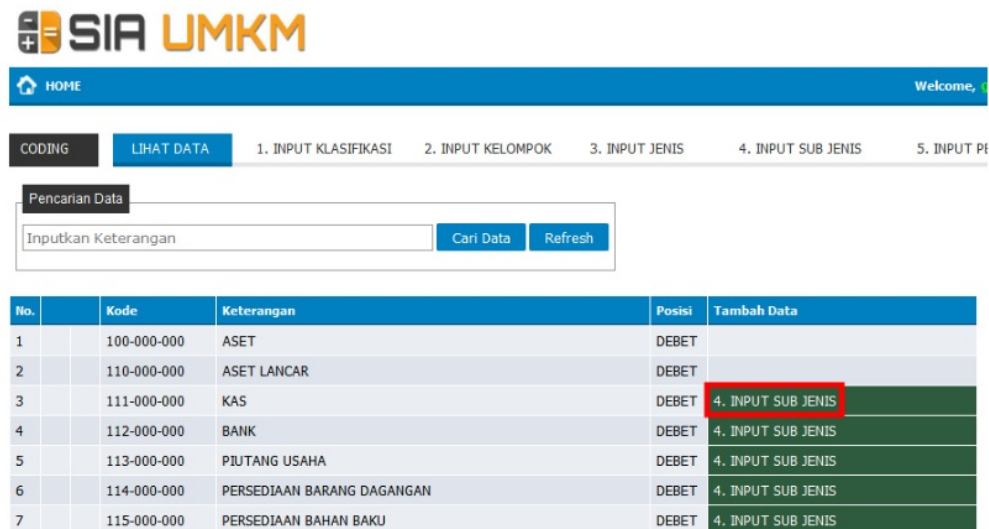 SIA UMKM
HOME Welcome,
CODING LIHAT DATA 1. INPUT KLASIFIKASI 2. INPUT KELOMPOK 3. INPUT JENIS 4. INPUT SUB JENIS 5. INPUT
Pencarian Data
Inputkan Keterangan Cari Data Refresh
No. Kode Keterangan Posisi Tambah Data
1 100-000-000 ASET DEBET
2 110-000-000 ASET LANCAR DEBET
3 111-000-000 KAS DEBET 4. INPUT SUB JENIS
4 112-000-000 BANK DEBET 4. INPUT SUB JENIS
5 113-000-000 PIUTANG USAHA DEBET 4. INPUT SUB JENIS
6 114-000-000 PERSEDIAAN BARANG DAGANGAN DEBET 4. INPUT SUB JENIS
7 115-000-000 PERSEDIAAN BAHAN BAKU DEBET 4. INPUT SUB JENIS